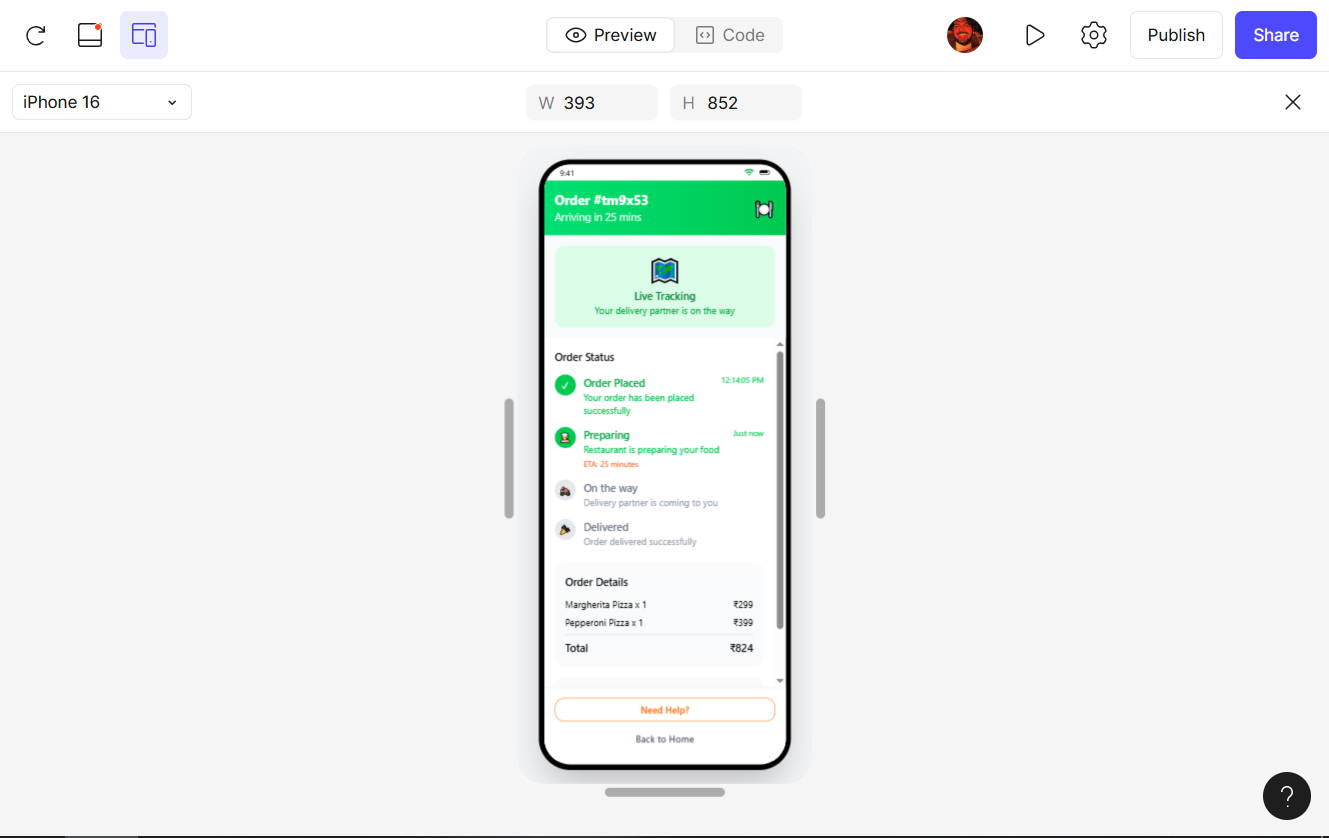 Preview
Code
Publish
Share
iPhone 16
W 393
H 852
9:41
Order #tm9x53
Arriving in 25 mins
Live Tracking
Your delivery partner is on the way
Order Status
✓
Order Placed
12:14:05 PM
Your order has been placed
successfully
Preparing
Just now
Restaurant is preparing your food
ETA: 25 minutes
On the way
Delivery partner is coming to you
Delivered
Order delivered successfully
Order Details
Margherita Pizza x 1 ₹299
Pepperoni Pizza x 1 ₹399
Total ₹824
Need Help?
Back to Home
?